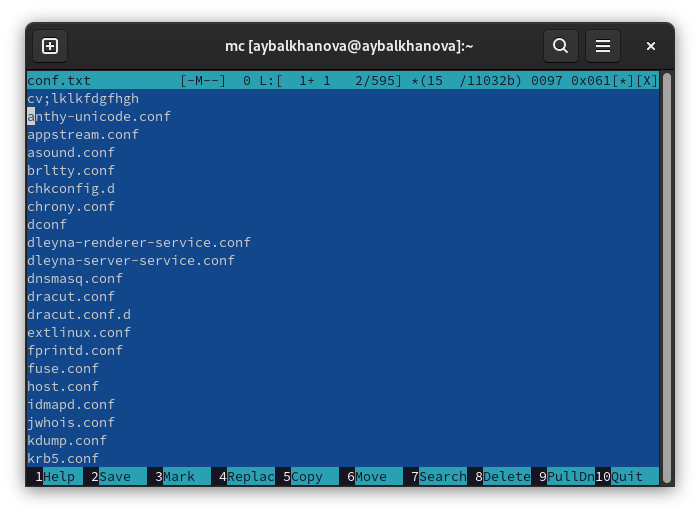 mc [aybalkhanova@aybalkhanova]:~
conf.txt [-M--] 0 L:[ 1+ 1 2/595] *(15 /11032b) 0097 0x061[*][X]
cv;lklkfdgfhgh
anthy-unicode.conf
appstream.conf
asound.conf
brltty.conf
chkconfig.d
chrony.conf
dconf
dleyna-renderer-service.conf
dleyna-server-service.conf
dnsmasq.conf
dracut.conf
dracut.conf.d
extlinux.conf
fprintd.conf
fuse.conf
host.conf
idmapd.conf
jwhois.conf
kdump.conf
krb5.conf
1Help 2Save 3Mark 4Replac 5Copy 6Move 7Search 8Delete 9PullDn 10Quit